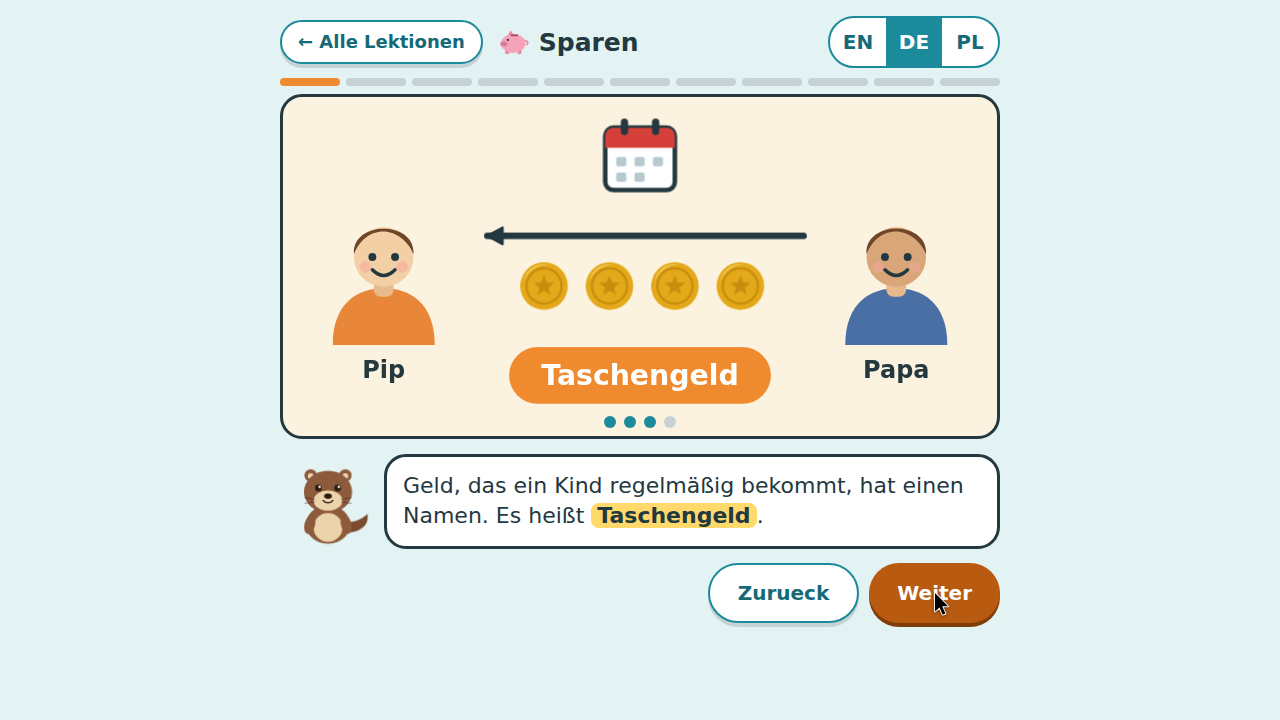 ← Alle Lektionen
Sparen
EN DE PL
Pip
Papa
Taschengeld
Geld, das ein Kind regelmäßig bekommt, hat einen
Namen. Es heißt Taschengeld.
Zurueck
Weiter